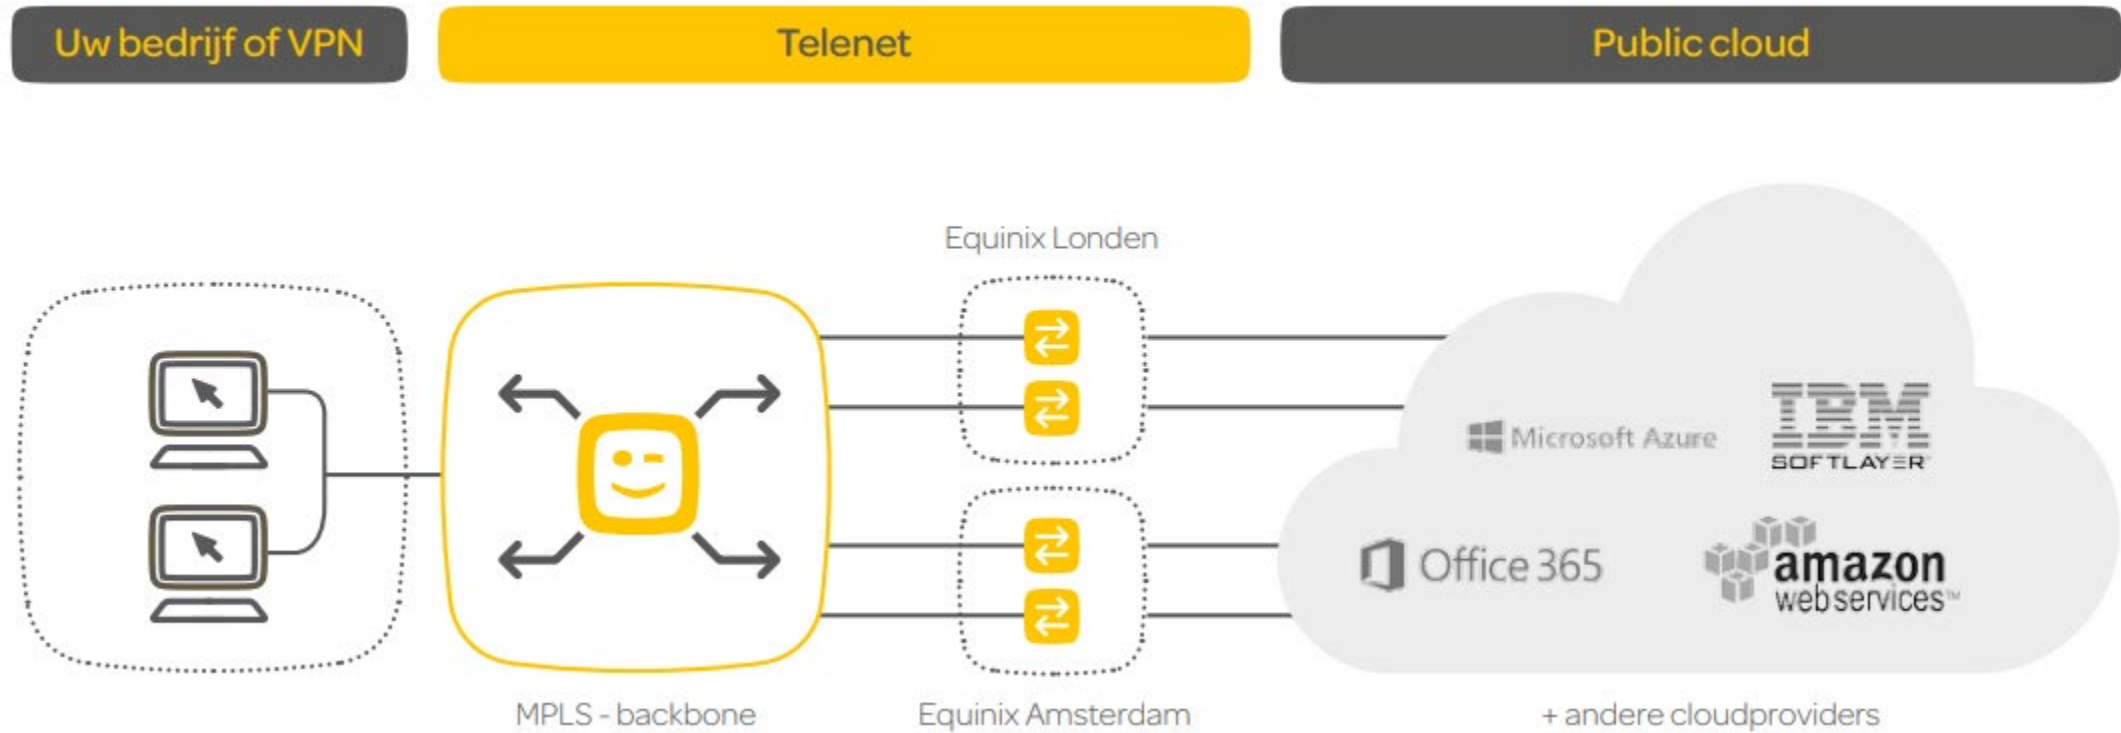 Uw bedrijf of VPN
Telenet
Public cloud
Equinix Londen
Microsoft Azure
IBM
SOFTLAYER
Office 365
amazon
web services™
MPLS - backbone
Equinix Amsterdam
+ andere cloudproviders